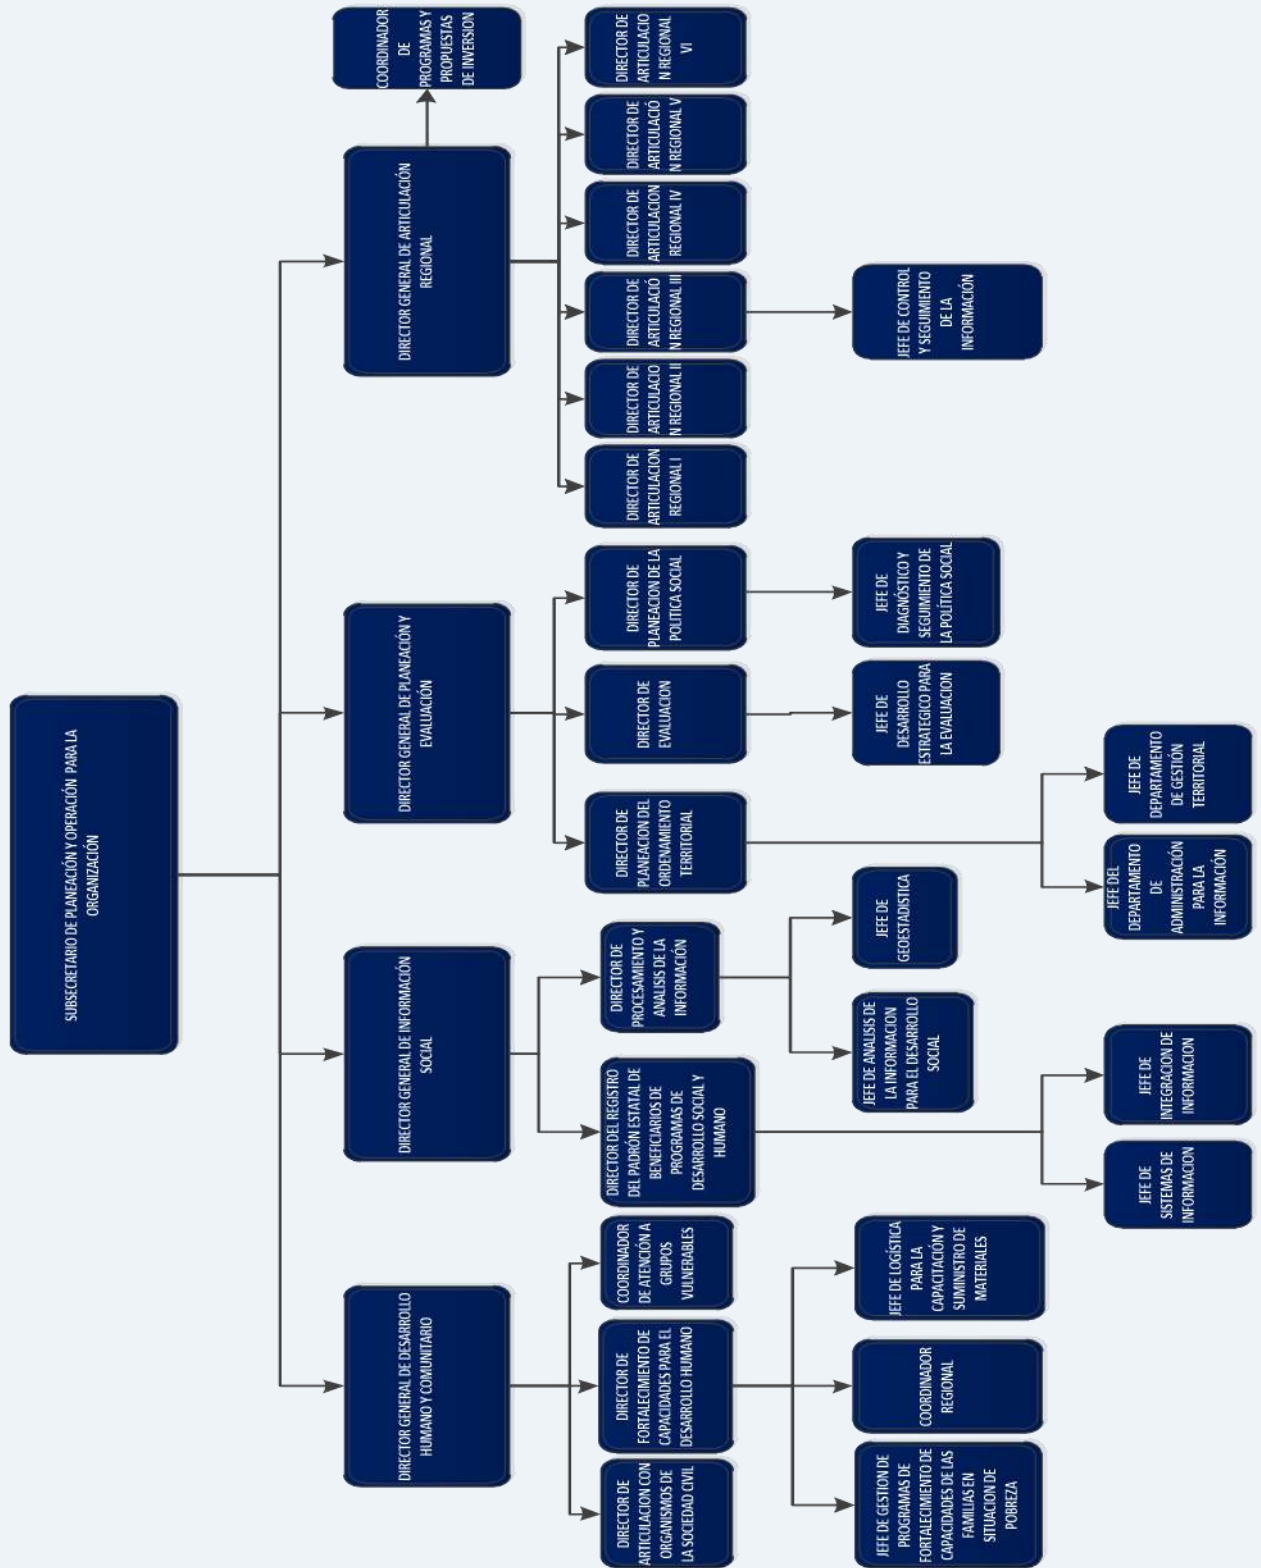 SUBSECRETARIO DE PLANEACIÓN Y OPERACIÓN PARA LA
ORGANIZACIÓN
DIRECTOR GENERAL DE DESARROLLO
HUMANO Y COMUNITARIO
DIRECTOR GENERAL DE INFORMACIÓN
SOCIAL
DIRECTOR GENERAL DE PLANEACIÓN Y
EVALUACIÓN
DIRECTOR GENERAL DE ARTICULACIÓN
REGIONAL
COORDINADOR
DE
PROGRAMAS Y
PROPUESTAS
DE INVERSION
DIRECTOR DE
ARTICULACION CON
ORGANISMOS DE
LA SOCIEDAD CIVIL
DIRECTOR DE
FORTALECIMIENTO DE
CAPACIDADES PARA EL
DESARROLLO HUMANO
COORDINADOR
DE ATENCIÓN A
GRUPOS
VULNERABLES
DIRECTOR DEL REGISTRO
DEL PADRÓN ESTATAL DE
BENEFICIARIOS DE
PROGRAMAS DE
DESARROLLO SOCIAL Y
HUMANO
DIRECTOR DE
PROCESAMIENTO Y
ANALISIS DE LA
INFORMACIÓN
DIRECTOR DE
PLANEACION DEL
ORDENAMIENTO
TERRITORIAL
DIRECTOR DE
EVALUACION
DIRECTOR DE
PLANEACION DE LA
POLITICA SOCIAL
DIRECTOR DE
ARTICULACION
REGIONAL I
DIRECTOR DE
ARTICULACIO
N REGIONAL II
DIRECTOR DE
ARTICULACIÓ
N REGIONAL III
DIRECTOR DE
ARTICULACION
REGIONAL IV
DIRECTOR DE
ARTICULACIÓ
N REGIONAL V
DIRECTOR DE
ARTICULACIO
N REGIONAL
VI
JEFE DE GESTION DE
PROGRAMAS DE
FORTALECIMIENTO DE
CAPACIDADES DE LAS
FAMILIAS EN
SITUACION DE
POBREZA
COORDINADOR
REGIONAL
JEFE DE LOGÍSTICA
PARA LA
CAPACITACIÓN Y
SUMINISTRO DE
MATERIALES
JEFE DE ANALISIS DE
LA INFORMACION
PARA EL DESARROLLO
SOCIAL
JEFE DE
GEOESTADISTICA
JEFE DE
DESARROLLO
ESTRATEGICO PARA
LA EVALUACION
JEFE DE
DIAGNÓSTICO Y
SEGUIMIENTO DE
LA POLÍTICA SOCIAL
JEFE DE CONTROL
Y SEGUIMIENTO
DE LA
INFORMACIÓN
JEFE DE
SISTEMAS DE
INFORMACION
JEFE DE
INTEGRACION DE
INFORMACION
JEFE DEL
DEPARTAMENTO
DE
ADMINISTRACIÓN
PARA LA
INFORMACIÓN
JEFE DE
DEPARTAMENTO
DE GESTIÓN
TERRITORIAL